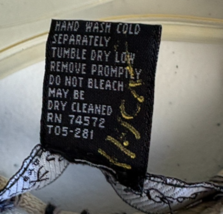 HAND WASH COLD
SEPARATELY
TUMBLE DRY LOW
REMOVE PROMPTLY
DO NOT BLEACH
MAY BE
DRY CLEANED
RN 74572
T05-281